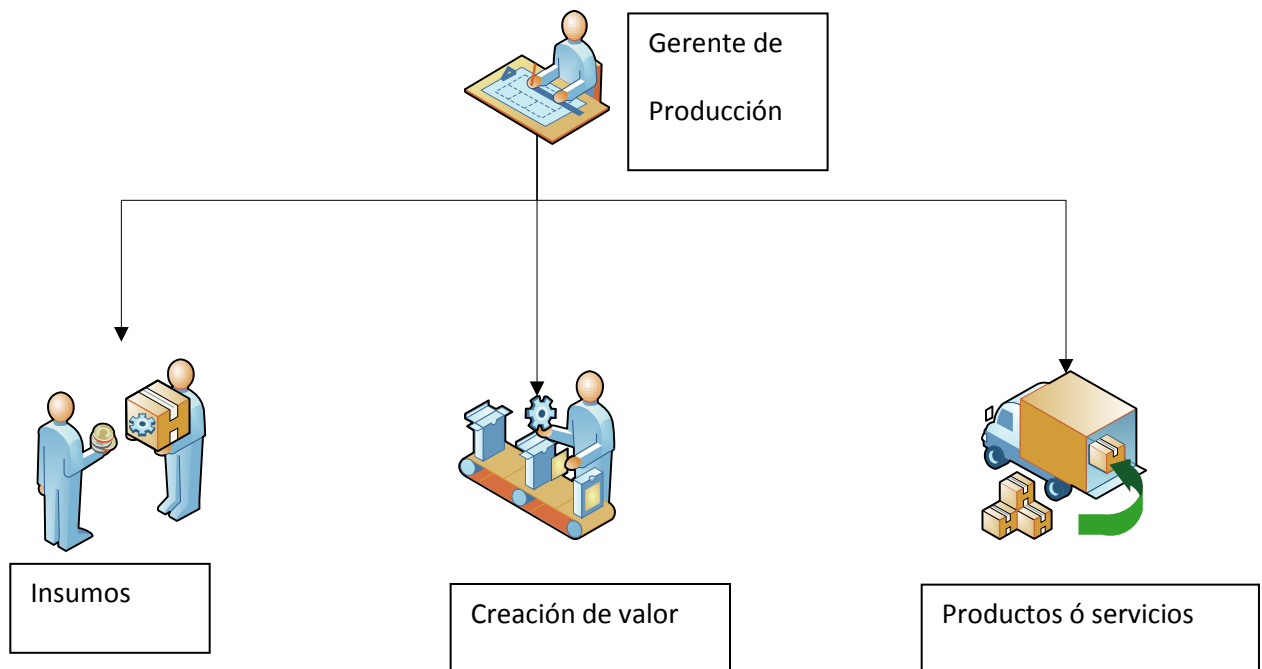 Gerente de
Producción
Insumos
Creación de valor
Productos ó servicios